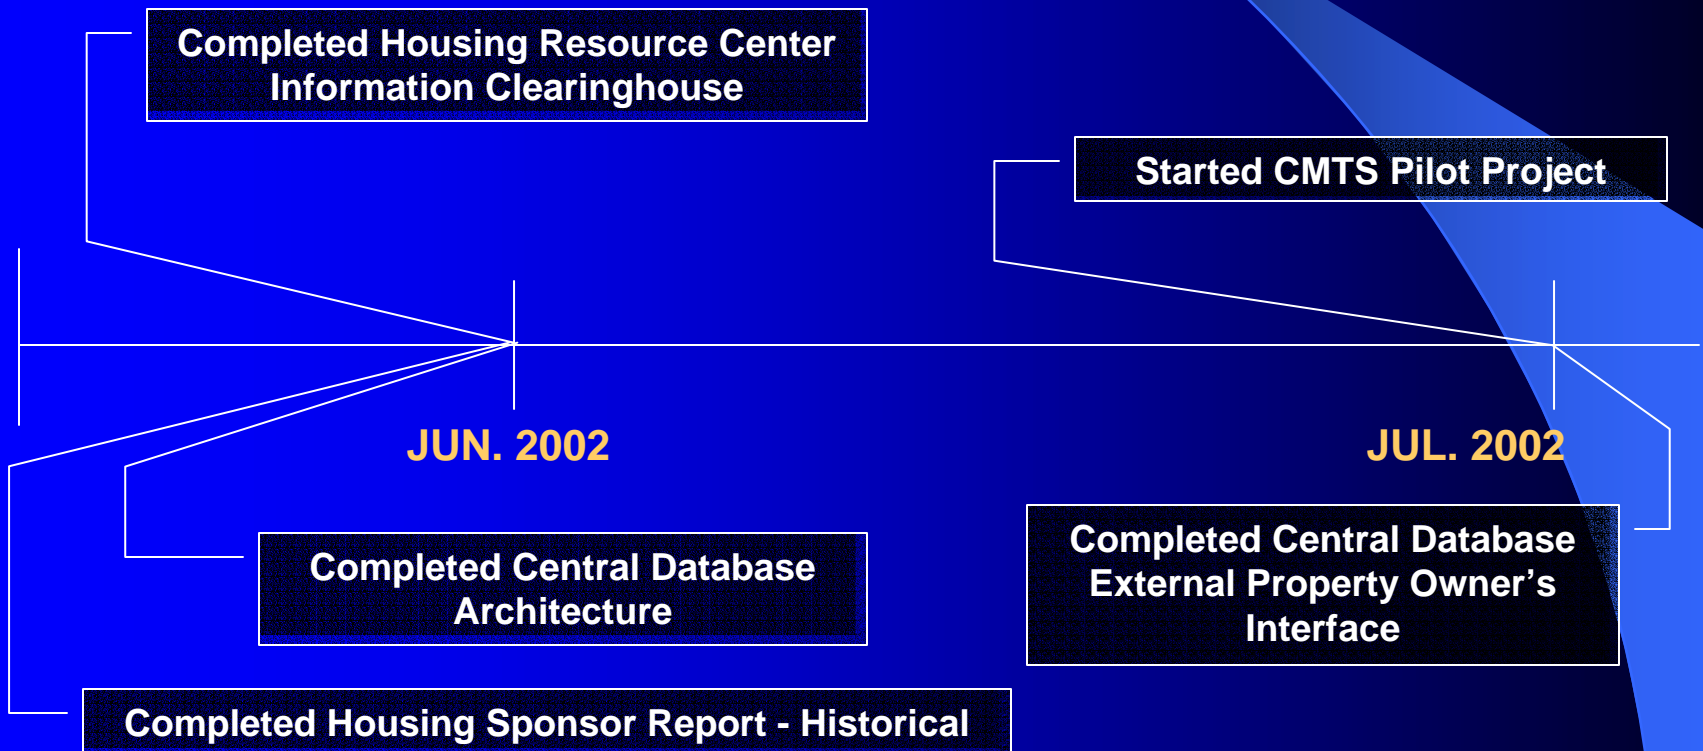 Completed Housing Resource Center
Information Clearinghouse
Started CMTS Pilot Project
JUN. 2002
JUL. 2002
Completed Central Database
Architecture
Completed Central Database
External Property Owner’s
Interface
Completed Housing Sponsor Report - Historical